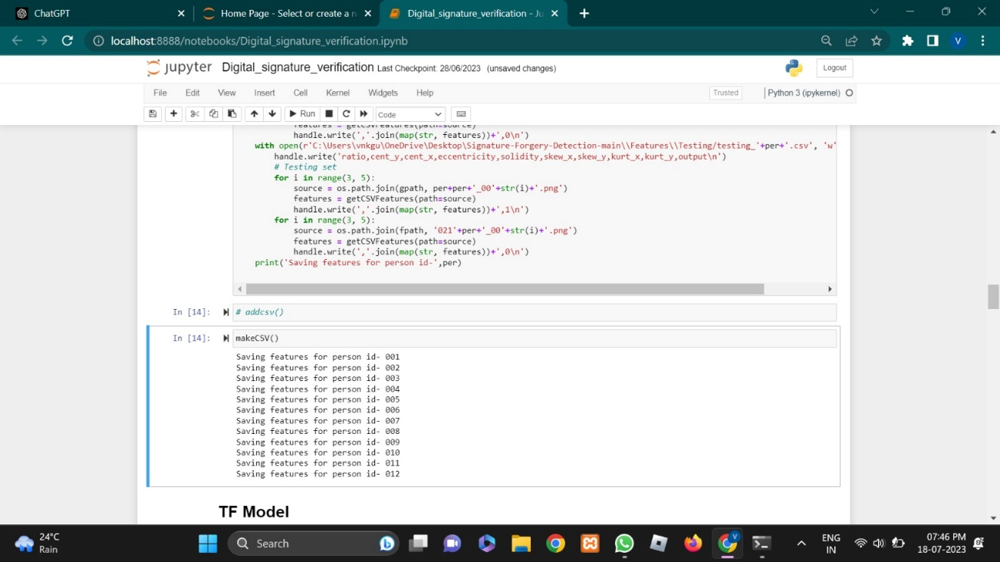 ChatGPT
Home Page - Select or create a n
Digital_signature_verification - Ju
localhost:8888/notebooks/Digital_signature_verification.ipynb
V
jupyter Digital_signature_verification Last Checkpoint: 28/06/2023 (unsaved changes)
Logout
File Edit View Insert Cell Kernel Widgets Help
Trusted
Python 3 (ipykernel)
Run
Code
features = getCSVFeatures(path=source)
handle.write(','.join(map(str, features))+',0\n')
with open(r'C:\Users\vnkgu\OneDrive\Desktop\Signature-Forgery-Detection-main\\Features\\Testing/testing_'+per+'.csv', 'w'
handle.write('ratio,cent_y,cent_x,eccentricity,solidity,skew_x,skew_y,kurt_x,kurt_y,output\n')
# Testing set
for i in range(3, 5):
source = os.path.join(gpath, per+per+'_00'+str(i)+'.png')
features = getCSVFeatures(path=source)
handle.write(','.join(map(str, features))+',1\n')
for i in range(3, 5):
source = os.path.join(fpath, '021'+per+'_00'+str(i)+'.png')
features = getCSVFeatures(path=source)
handle.write(','.join(map(str, features))+',0\n')
print('Saving features for person id-',per)
In [14]: # addcsv()
In [14]: makeCSV()
Saving features for person id- 001
Saving features for person id- 002
Saving features for person id- 003
Saving features for person id- 004
Saving features for person id- 005
Saving features for person id- 006
Saving features for person id- 007
Saving features for person id- 008
Saving features for person id- 009
Saving features for person id- 010
Saving features for person id- 011
Saving features for person id- 012
TF Model
24°C
Rain
Search
V
ENG
IN
07:46 PM
18-07-2023